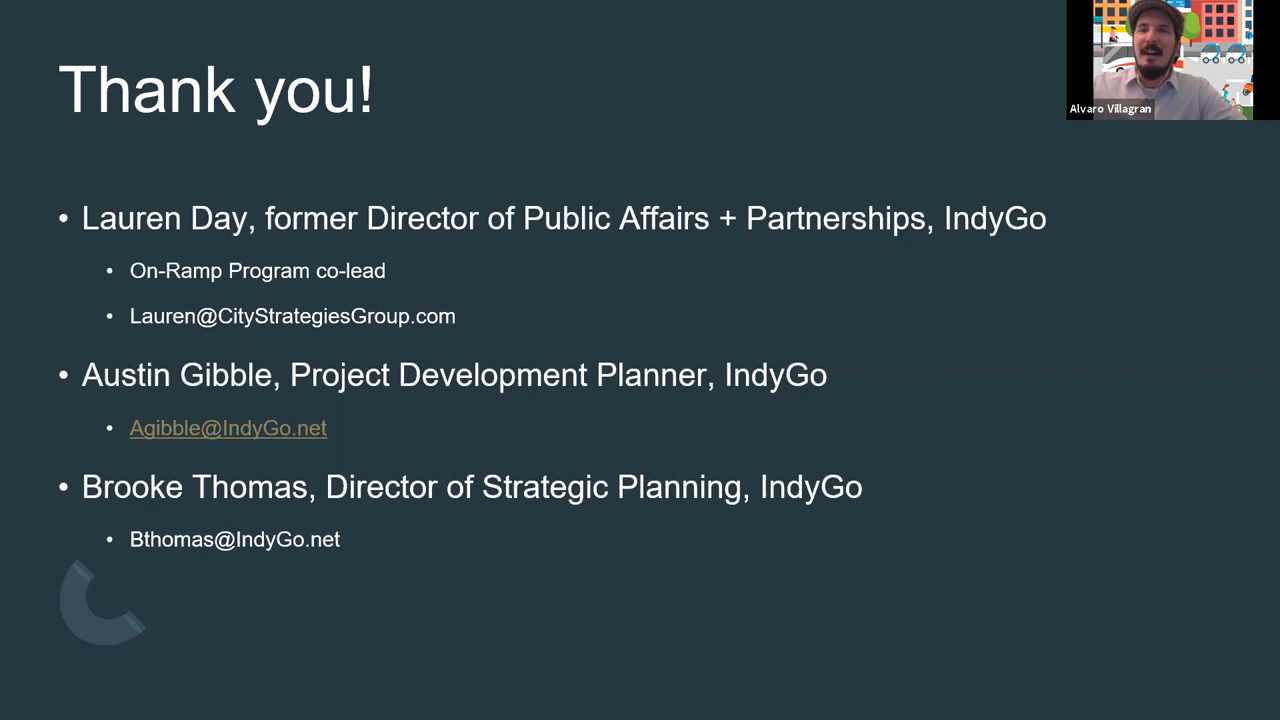 Thank you!
Alvaro Villagran
• Lauren Day, former Director of Public Affairs + Partnerships, IndyGo
• On-Ramp Program co-lead
• Lauren@CityStrategiesGroup.com
• Austin Gibble, Project Development Planner, IndyGo
• Agibble@IndyGo.net
• Brooke Thomas, Director of Strategic Planning, IndyGo
• Bthomas@IndyGo.net